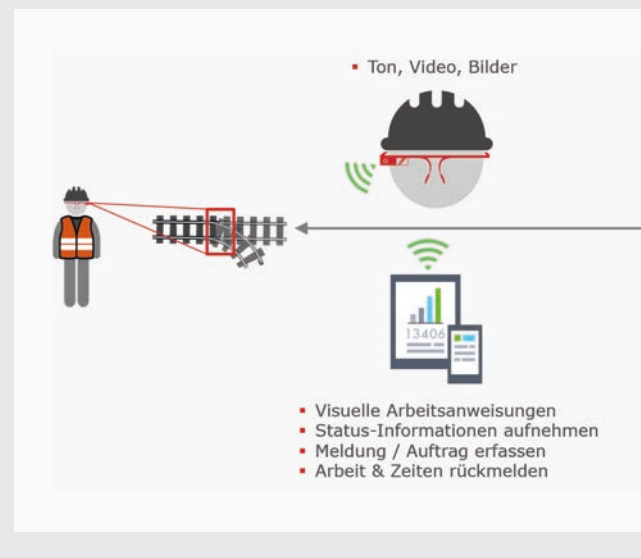 Ton, Video, Bilder
13406
Visuelle Arbeitsanweisungen
Status-Informationen aufnehmen
Meldung / Auftrag erfassen
Arbeit & Zeiten rückmelden